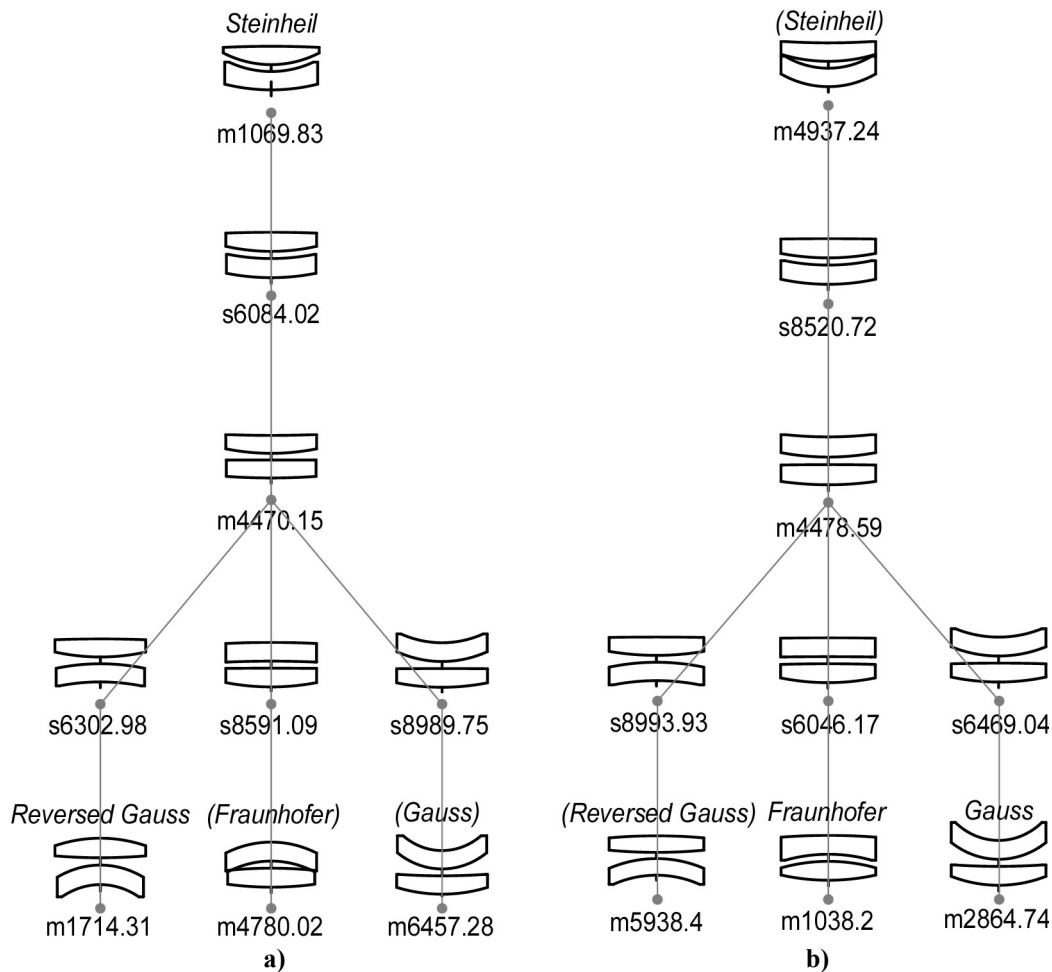 Steinheil
(Steinheil)
m1069.83
m4937.24
s6084.02
s8520.72
m4470.15
m4478.59
s6302.98
s8591.09
s8989.75
s8993.93
s6046.17
s6469.04
Reversed Gauss
(Fraunhofer)
(Gauss)
(Reversed Gauss)
Fraunhofer
Gauss
m1714.31
m4780.02
m6457.28
m5938.4
m1038.2
m2864.74
a)
b)